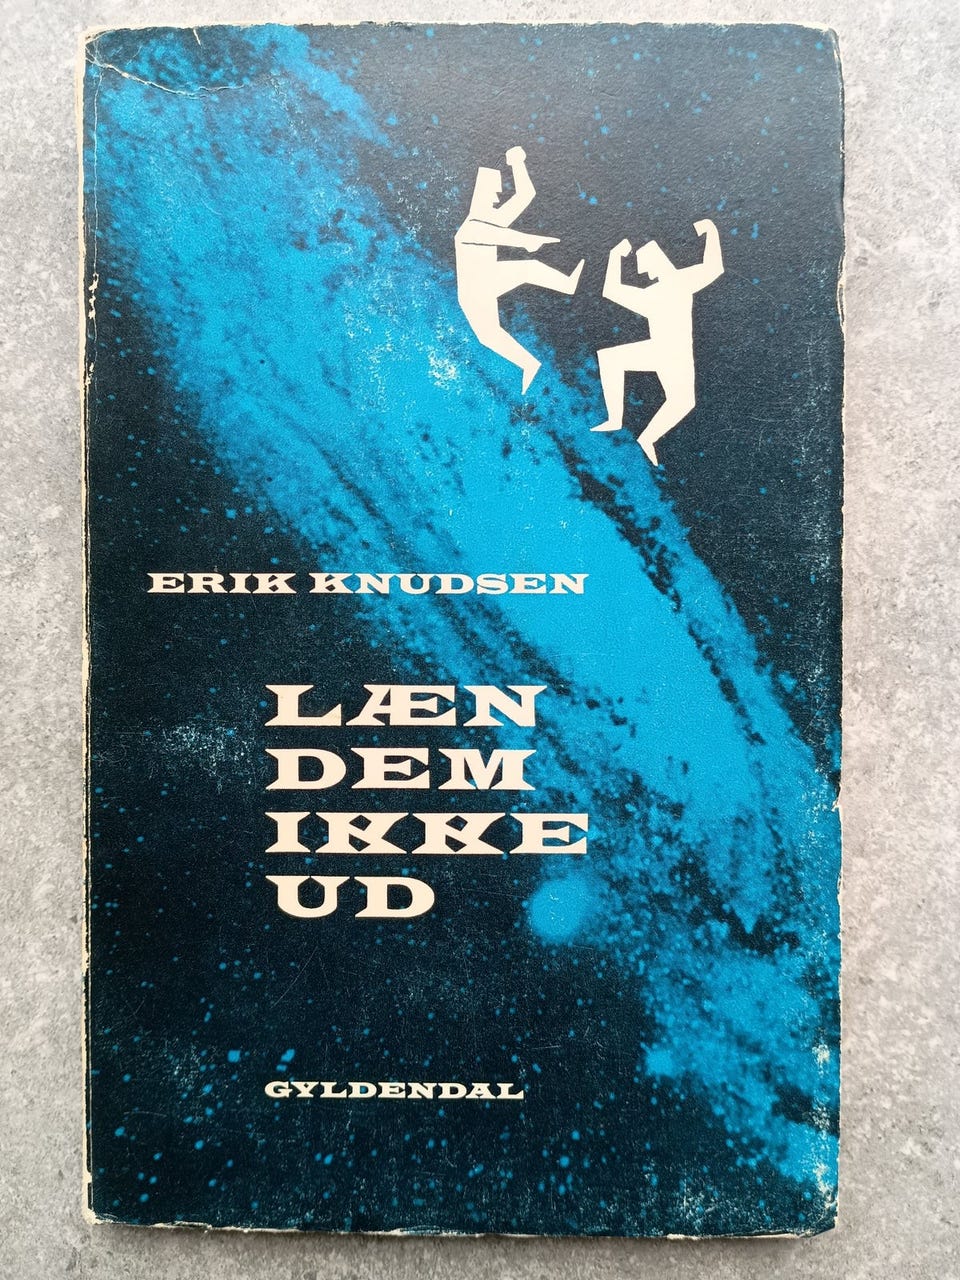 ERIK KNUDSEN
LÆN
DEM
IKKE
UD
GYLDENDAL